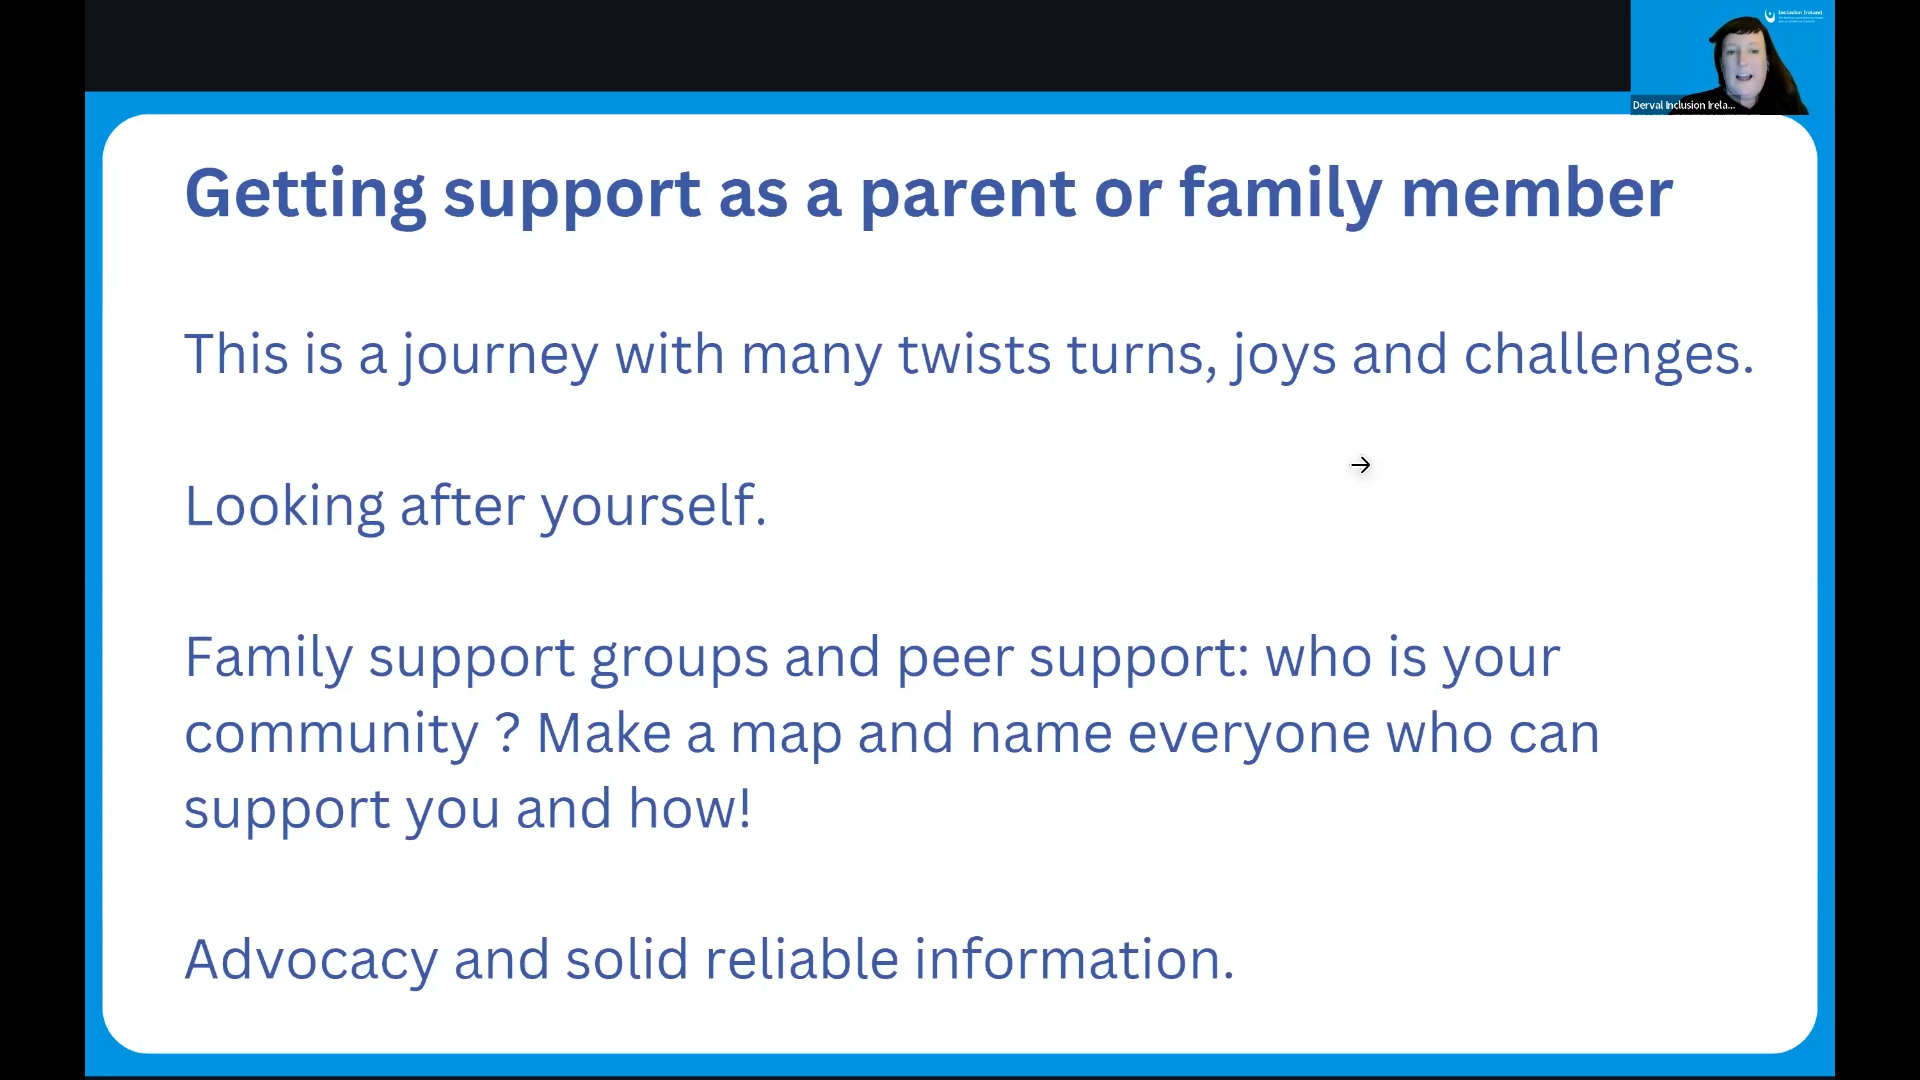 Inclusion Ireland
Derval Inclusion Irela...
Getting support as a parent or family member
This is a journey with many twists turns, joys and challenges.
Looking after yourself.
Family support groups and peer support: who is your
community ? Make a map and name everyone who can
support you and how!
Advocacy and solid reliable information.